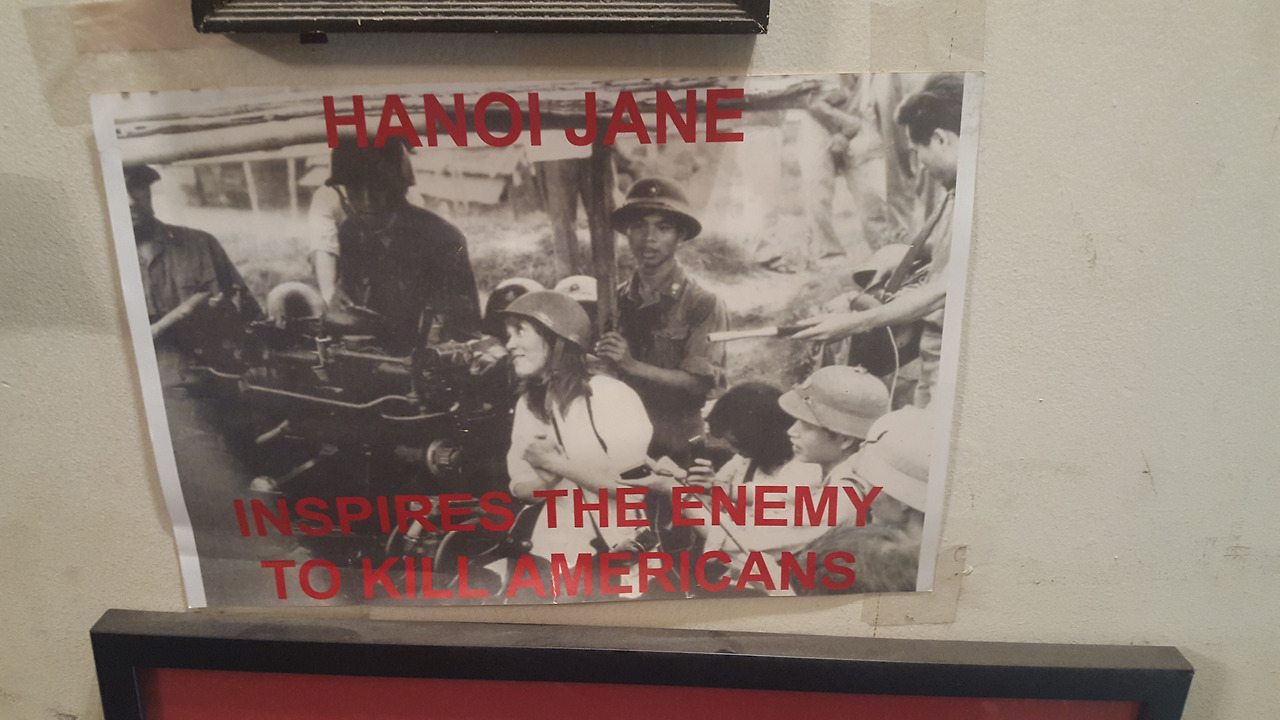 HANOI JANE
INSPIRES THE ENEMY
TO KILL AMERICANS